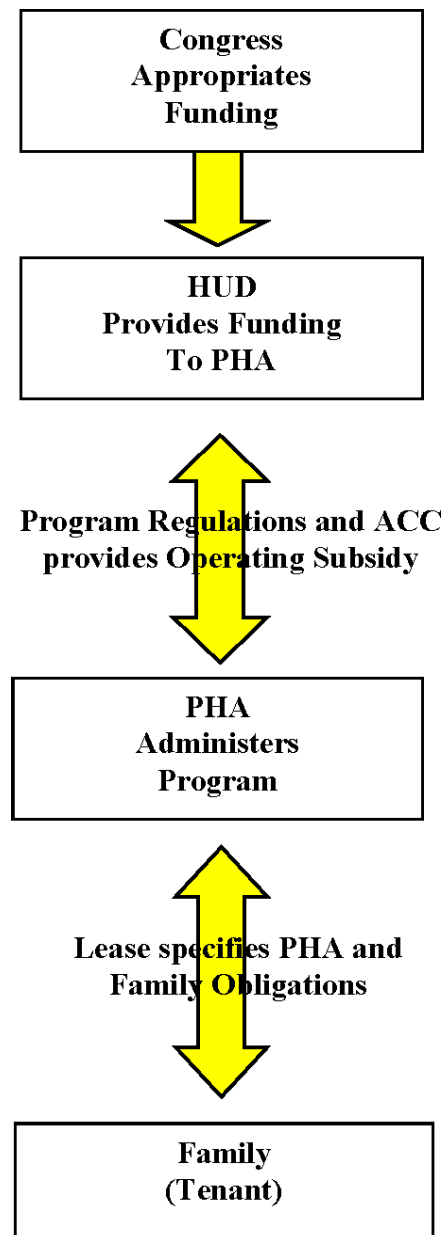 Congress
Appropriates
Funding
HUD
Provides Funding
To PHA
Program Regulations and ACC
provides Operating Subsidy
PHA
Administers
Program
Lease specifies PHA and
Family Obligations
Family
(Tenant)